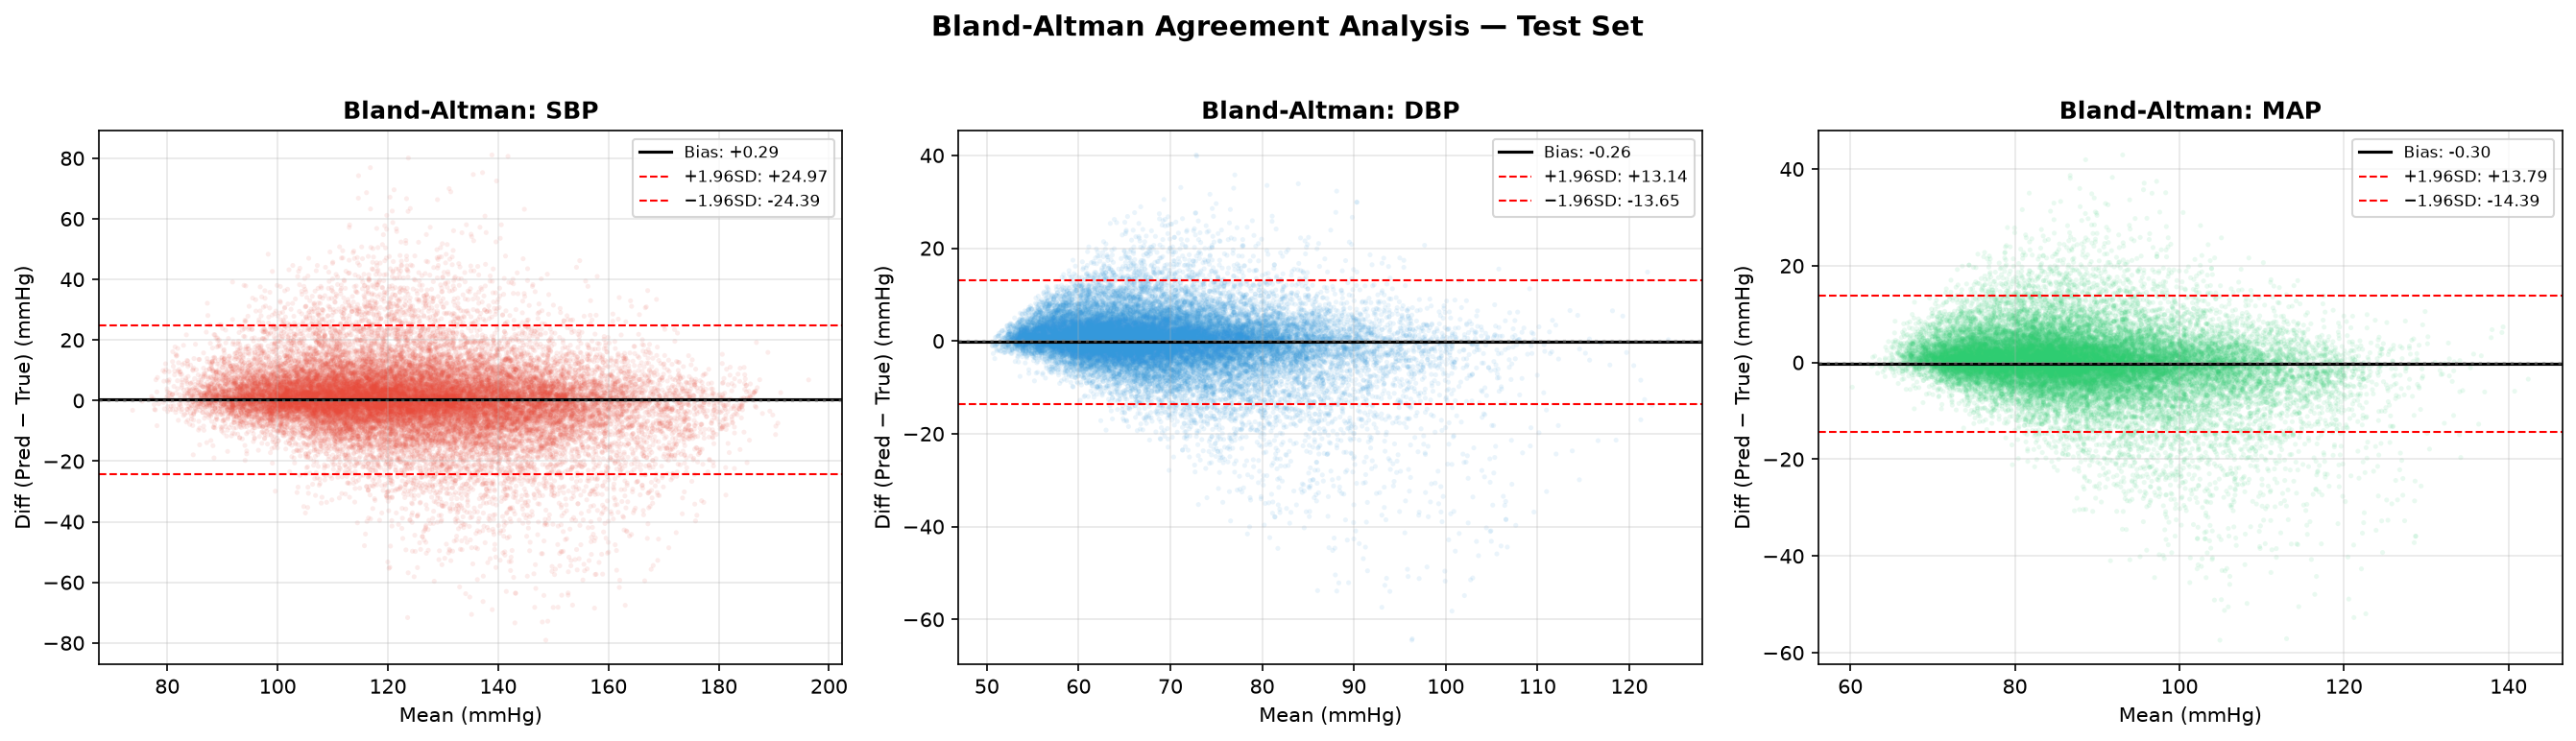 Bland-Altman Agreement Analysis — Test Set
Bland-Altman: SBP
Diff (Pred − True) (mmHg)
80
60
40
20
0
−20
−40
−60
−80
Bias: +0.29
+1.96SD: +24.97
−1.96SD: -24.39
80 100 120 140 160 180 200
Mean (mmHg)
Bland-Altman: DBP
Diff (Pred − True) (mmHg)
40
20
0
−20
−40
−60
Bias: -0.26
+1.96SD: +13.14
−1.96SD: -13.65
50 60 70 80 90 100 110 120
Mean (mmHg)
Bland-Altman: MAP
Diff (Pred − True) (mmHg)
40
20
0
−20
−40
−60
Bias: -0.30
+1.96SD: +13.79
−1.96SD: -14.39
60 80 100 120 140
Mean (mmHg)